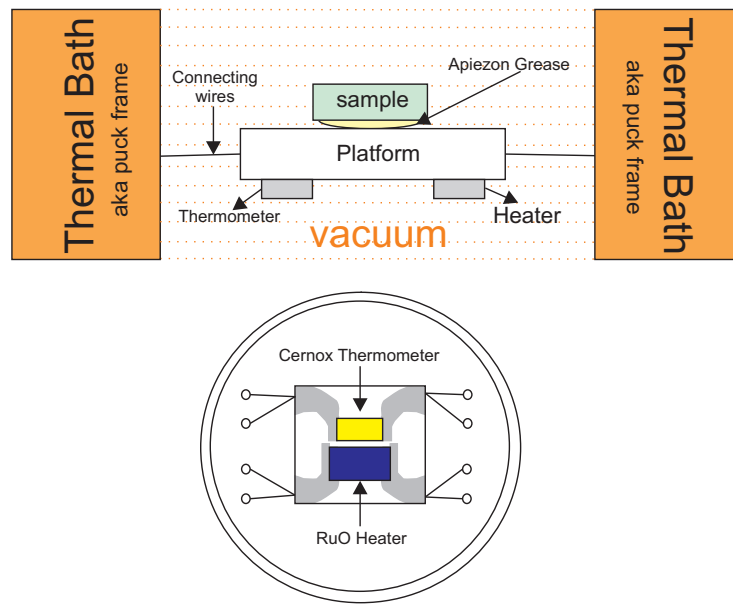 Thermal Bath
aka puck frame
Connecting
wires
Apiezon Grease
sample
Platform
Thermometer
Heater
vacuum
Thermal Bath
aka puck frame
Cernox Thermometer
RuO Heater